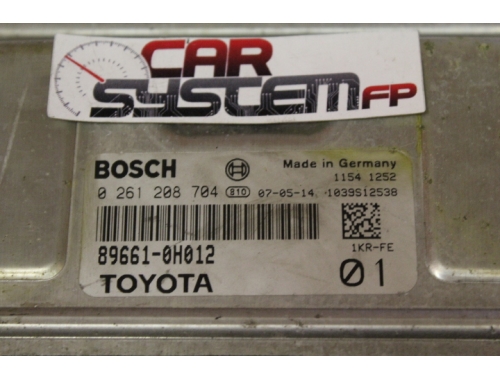 CAR
SYSTEM FP
BOSCH Made in Germany
1154 1252
0 261 208 704 B10 07-05-14. 1039S12538
1KR-FE
89661-0H012
TOYOTA 01